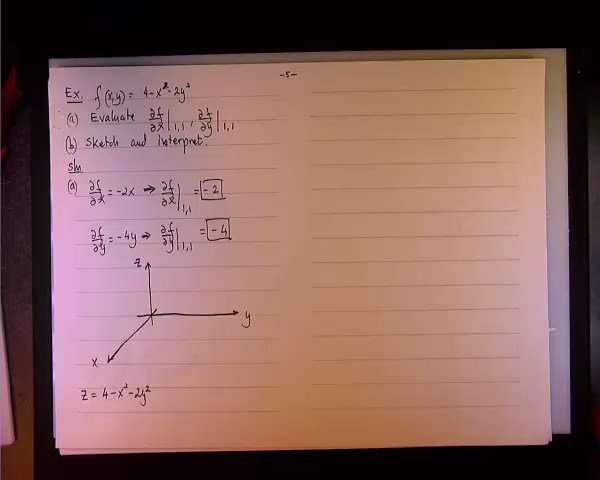 -5-
Ex. f(x,y) = 4-x²-2y²
(a) Evaluate ∂f/∂x|1,1 , ∂f/∂y|1,1
(b) Sketch and interpret.
Sln
(a) ∂f/∂x = -2x → ∂f/∂x|1,1 = -2
∂f/∂y = -4y → ∂f/∂y|1,1 = -4
z
y
x
z = 4-x²-2y²